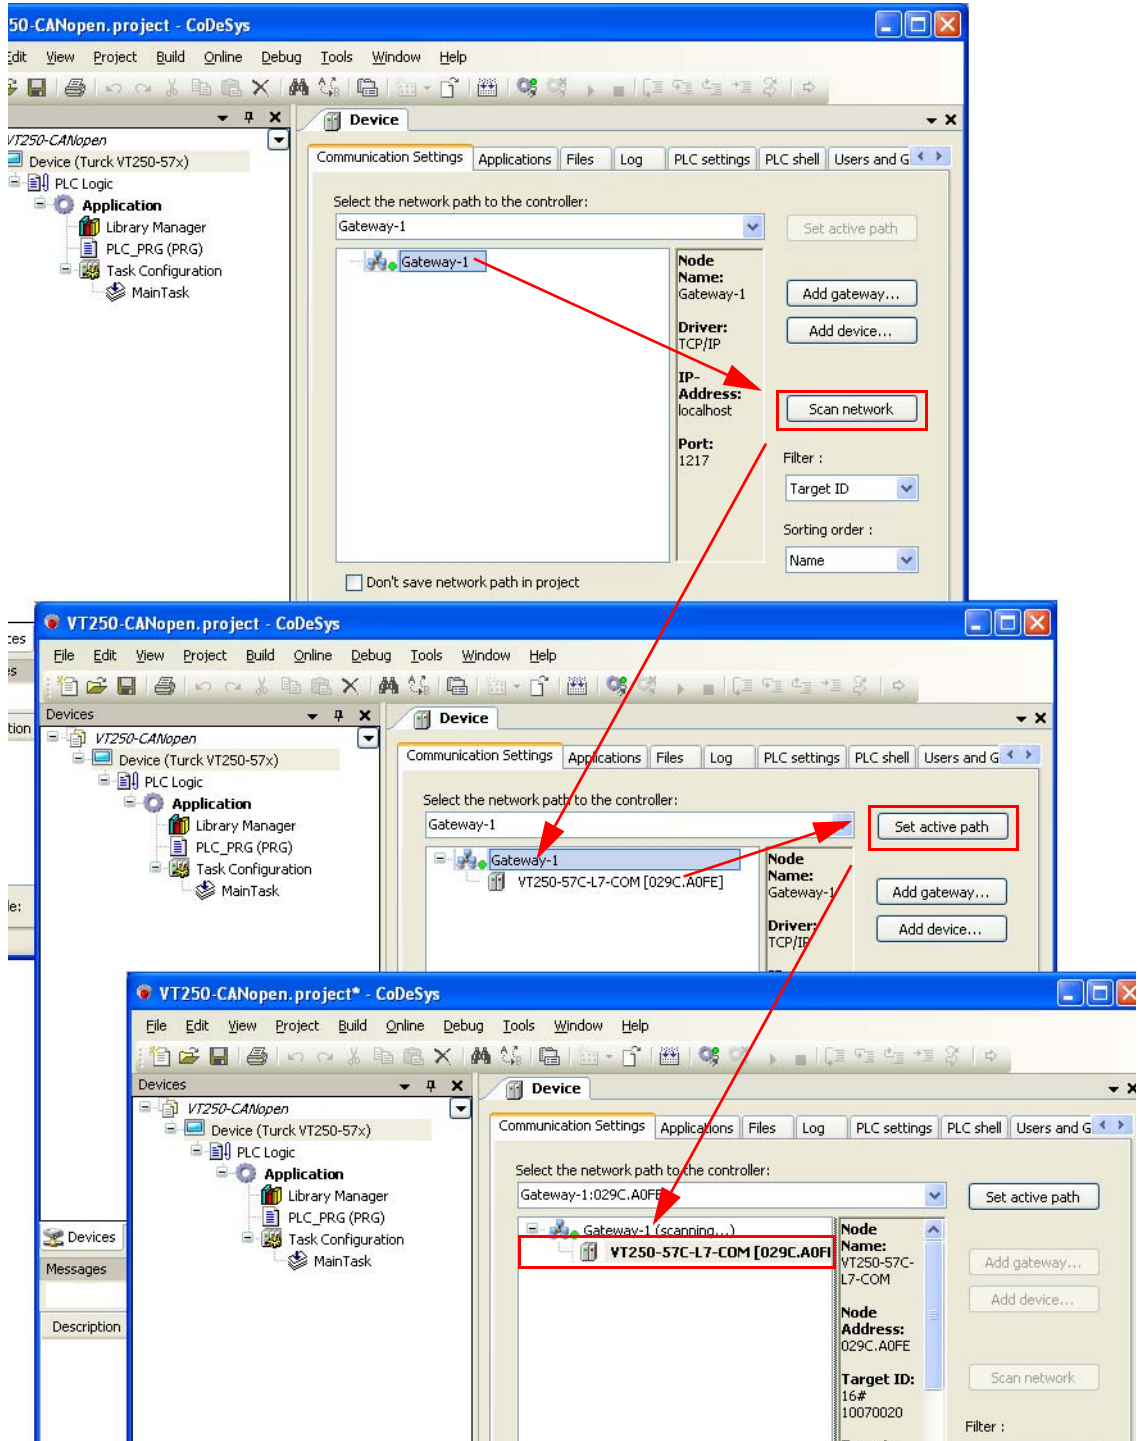 50-CANopen.project - CoDeSys
Edit View Project Build Online Debug Tools Window Help
Device
VT250-CANopen
Device (Turck VT250-57x)
PLC Logic
Application
Library Manager
PLC_PRG (PRG)
Task Configuration
MainTask
Communication Settings Applications Files Log PLC settings PLC shell Users and G
Select the network path to the controller:
Gateway-1
Set active path
Gateway-1
Node
Name:
Gateway-1
Driver:
TCP/IP
IP-
Address:
localhost
Port:
1217
Add gateway...
Add device...
Scan network
Filter :
Target ID
Sorting order :
Name
Don't save network path in project
VT250-CANopen.project - CoDeSys
File Edit View Project Build Online Debug Tools Window Help
Devices
Device
VT250-CANopen
Device (Turck VT250-57x)
PLC Logic
Application
Library Manager
PLC_PRG (PRG)
Task Configuration
MainTask
Communication Settings Applications Files Log PLC settings PLC shell Users and G
Select the network path to the controller:
Gateway-1
Set active path
Gateway-1
VT250-57C-L7-COM [029C.A0FE]
Node
Name:
Gateway-1
Driver:
TCP/IP
Add gateway...
Add device...
Devices
Messages
Description
VT250-CANopen.project* - CoDeSys
File Edit View Project Build Online Debug Tools Window Help
Devices
Device
VT250-CANopen
Device (Turck VT250-57x)
PLC Logic
Application
Library Manager
PLC_PRG (PRG)
Task Configuration
MainTask
Communication Settings Applications Files Log PLC settings PLC shell Users and G
Select the network path to the controller:
Gateway-1:029C.A0FE
Set active path
Gateway-1 (scanning...)
VT250-57C-L7-COM [029C.A0F
Node
Name:
VT250-57C-
L7-COM
Node
Address:
029C.A0FE
Target ID:
16#
10070020
Add gateway...
Add device...
Scan network
Filter :